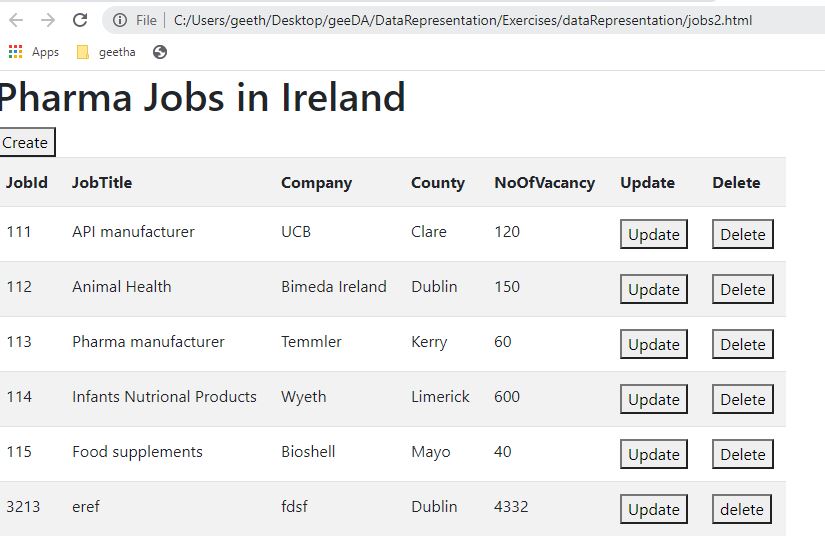 File | C:/Users/geeth/Desktop/geeDA/DataRepresentation/Exercises/dataRepresentation/jobs2.html
Apps geetha
Pharma Jobs in Ireland
Create
JobId JobTitle Company County NoOfVacancy Update Delete
111 API manufacturer UCB Clare 120 Update Delete
112 Animal Health Bimeda Ireland Dublin 150 Update Delete
113 Pharma manufacturer Temmler Kerry 60 Update Delete
114 Infants Nutrional Products Wyeth Limerick 600 Update Delete
115 Food supplements Bioshell Mayo 40 Update Delete
3213 eref fdsf Dublin 4332 Update delete